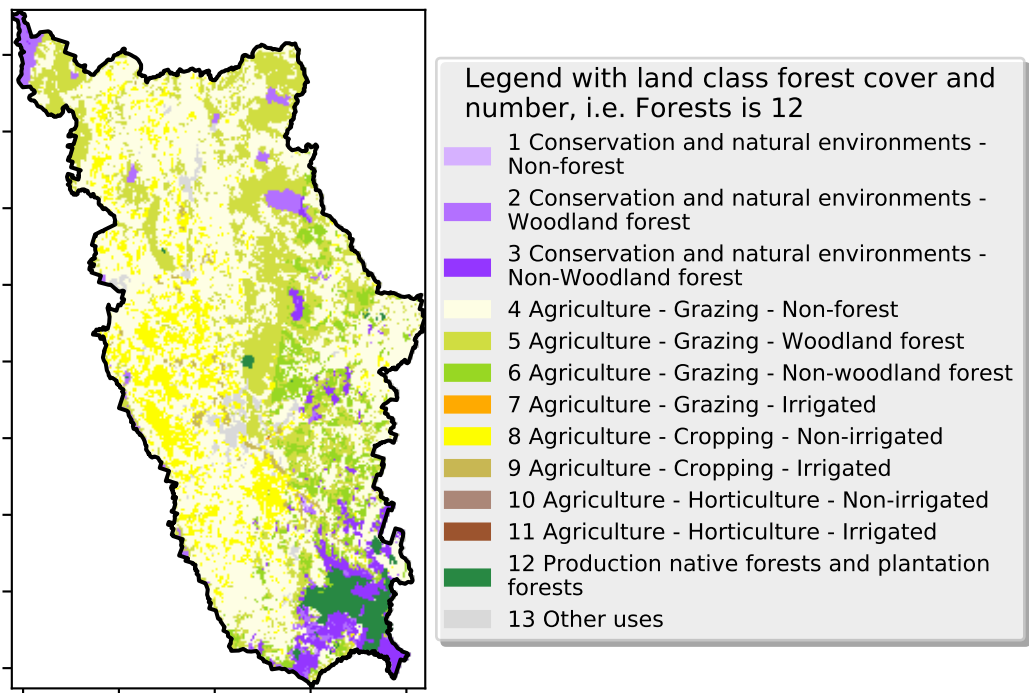 Legend with land class forest cover and
number, i.e. Forests is 12
1 Conservation and natural environments -
Non-forest
2 Conservation and natural environments -
Woodland forest
3 Conservation and natural environments -
Non-Woodland forest
4 Agriculture - Grazing - Non-forest
5 Agriculture - Grazing - Woodland forest
6 Agriculture - Grazing - Non-woodland forest
7 Agriculture - Grazing - Irrigated
8 Agriculture - Cropping - Non-irrigated
9 Agriculture - Cropping - Irrigated
10 Agriculture - Horticulture - Non-irrigated
11 Agriculture - Horticulture - Irrigated
12 Production native forests and plantation
forests
13 Other uses